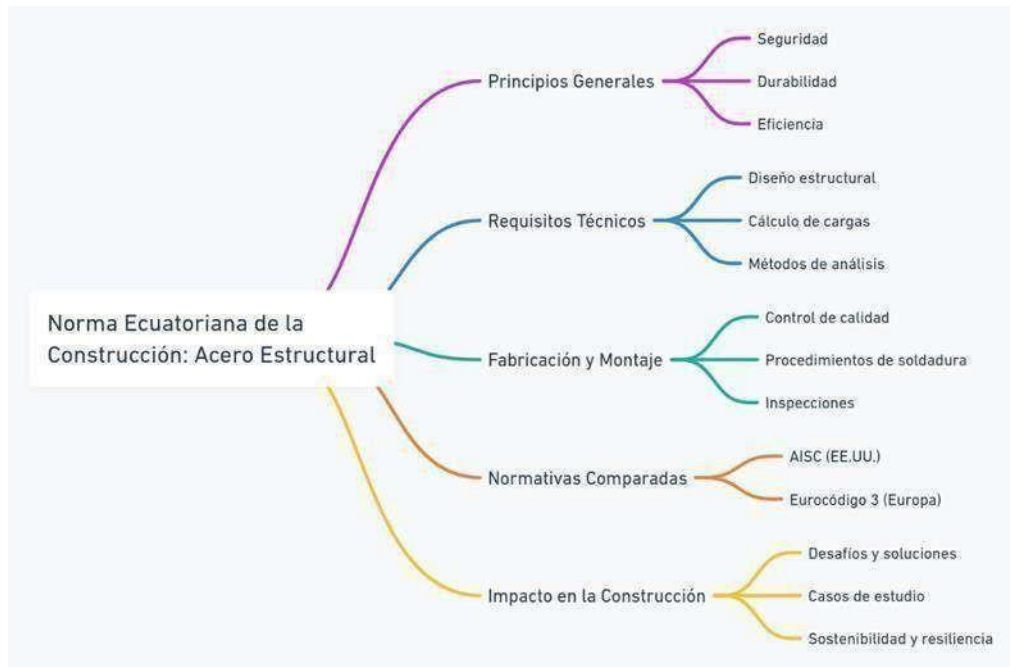 Norma Ecuatoriana de la
Construcción: Acero Estructural
Principios Generales
Seguridad
Durabilidad
Eficiencia
Requisitos Técnicos
Diseño estructural
Cálculo de cargas
Métodos de análisis
Fabricación y Montaje
Control de calidad
Procedimientos de soldadura
Inspecciones
Normativas Comparadas
AISC (EE.UU.)
Eurocódigo 3 (Europa)
Impacto en la Construcción
Desafíos y soluciones
Casos de estudio
Sostenibilidad y resiliencia